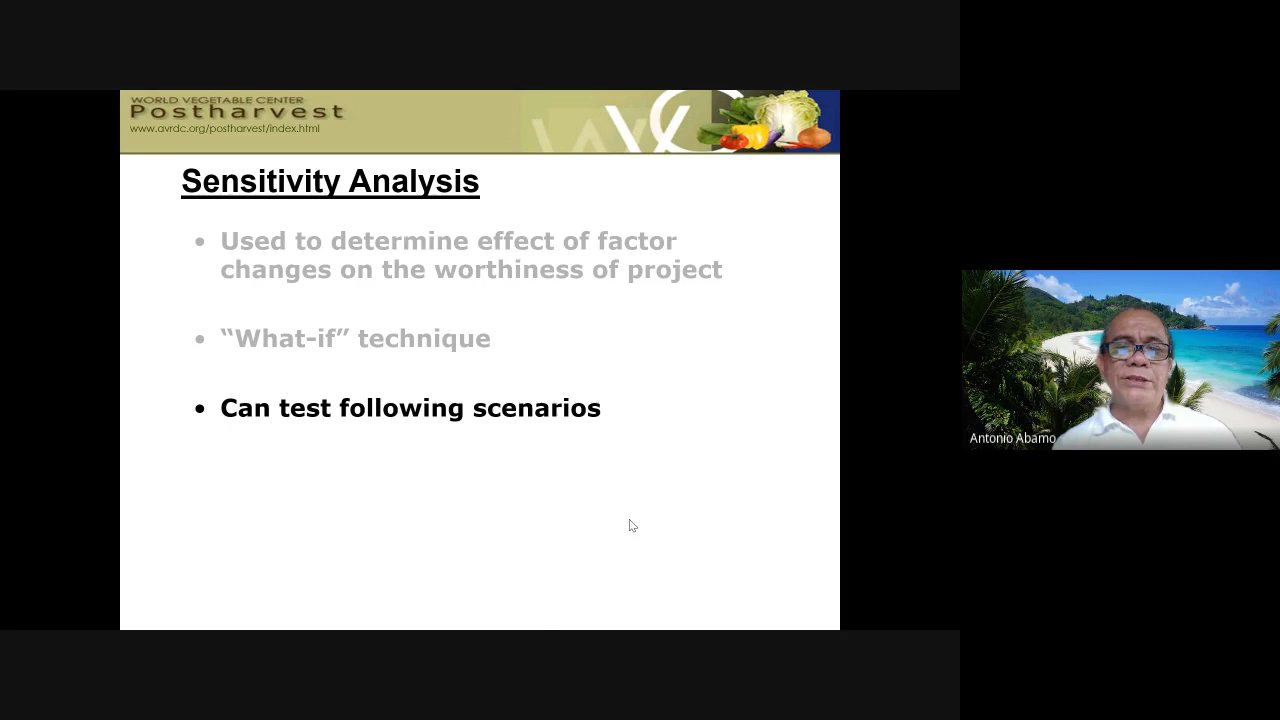 WORLD VEGETABLE CENTER
Postharvest
www.avrdc.org/postharvest/index.html
Sensitivity Analysis
• Used to determine effect of factor
changes on the worthiness of project
• “What-if” technique
• Can test following scenarios
Antonio Abamo